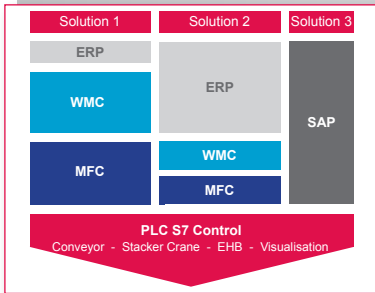 Solution 1
Solution 2
Solution 3
ERP
WMC
MFC
ERP
WMC
MFC
SAP
PLC S7 Control
Conveyor - Stacker Crane - EHB - Visualisation